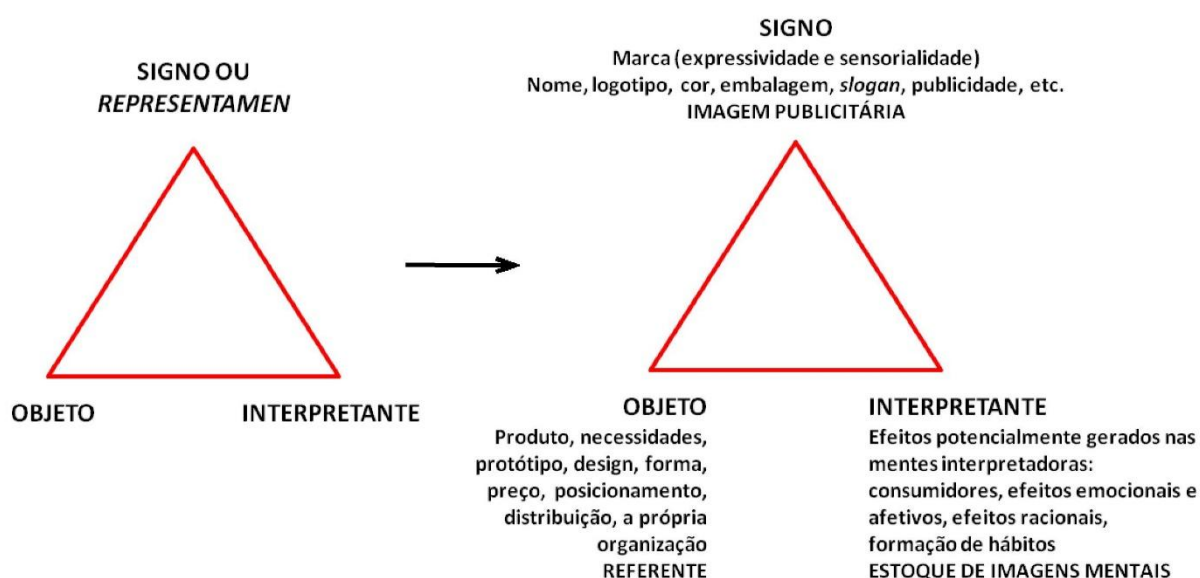 SIGNO OU
REPRESENTAMEN
OBJETO
INTERPRETANTE
SIGNO
Marca (expressividade e sensorialidade)
Nome, logotipo, cor, embalagem, slogan, publicidade, etc.
IMAGEM PUBLICITÁRIA
OBJETO
Produto, necessidades,
protótipo, design, forma,
preço, posicionamento,
distribuição, a própria
organização
REFERENTE
INTERPRETANTE
Efeitos potencialmente gerados nas
mentes interpretadoras:
consumidores, efeitos emocionais e
afetivos, efeitos racionais,
formação de hábitos
ESTOQUE DE IMAGENS MENTAIS